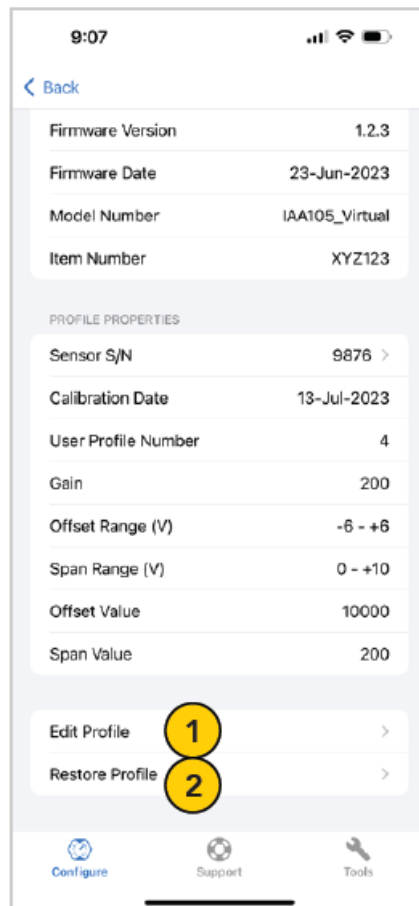 9:07
Back
Firmware Version 1.2.3
Firmware Date 23-Jun-2023
Model Number IAA105_Virtual
Item Number XYZ123
PROFILE PROPERTIES
Sensor S/N 9876
Calibration Date 13-Jul-2023
User Profile Number 4
Gain 200
Offset Range (V) -6 - +6
Span Range (V) 0 - +10
Offset Value 10000
Span Value 200
Edit Profile 1
Restore Profile 2
Configure Support Tools